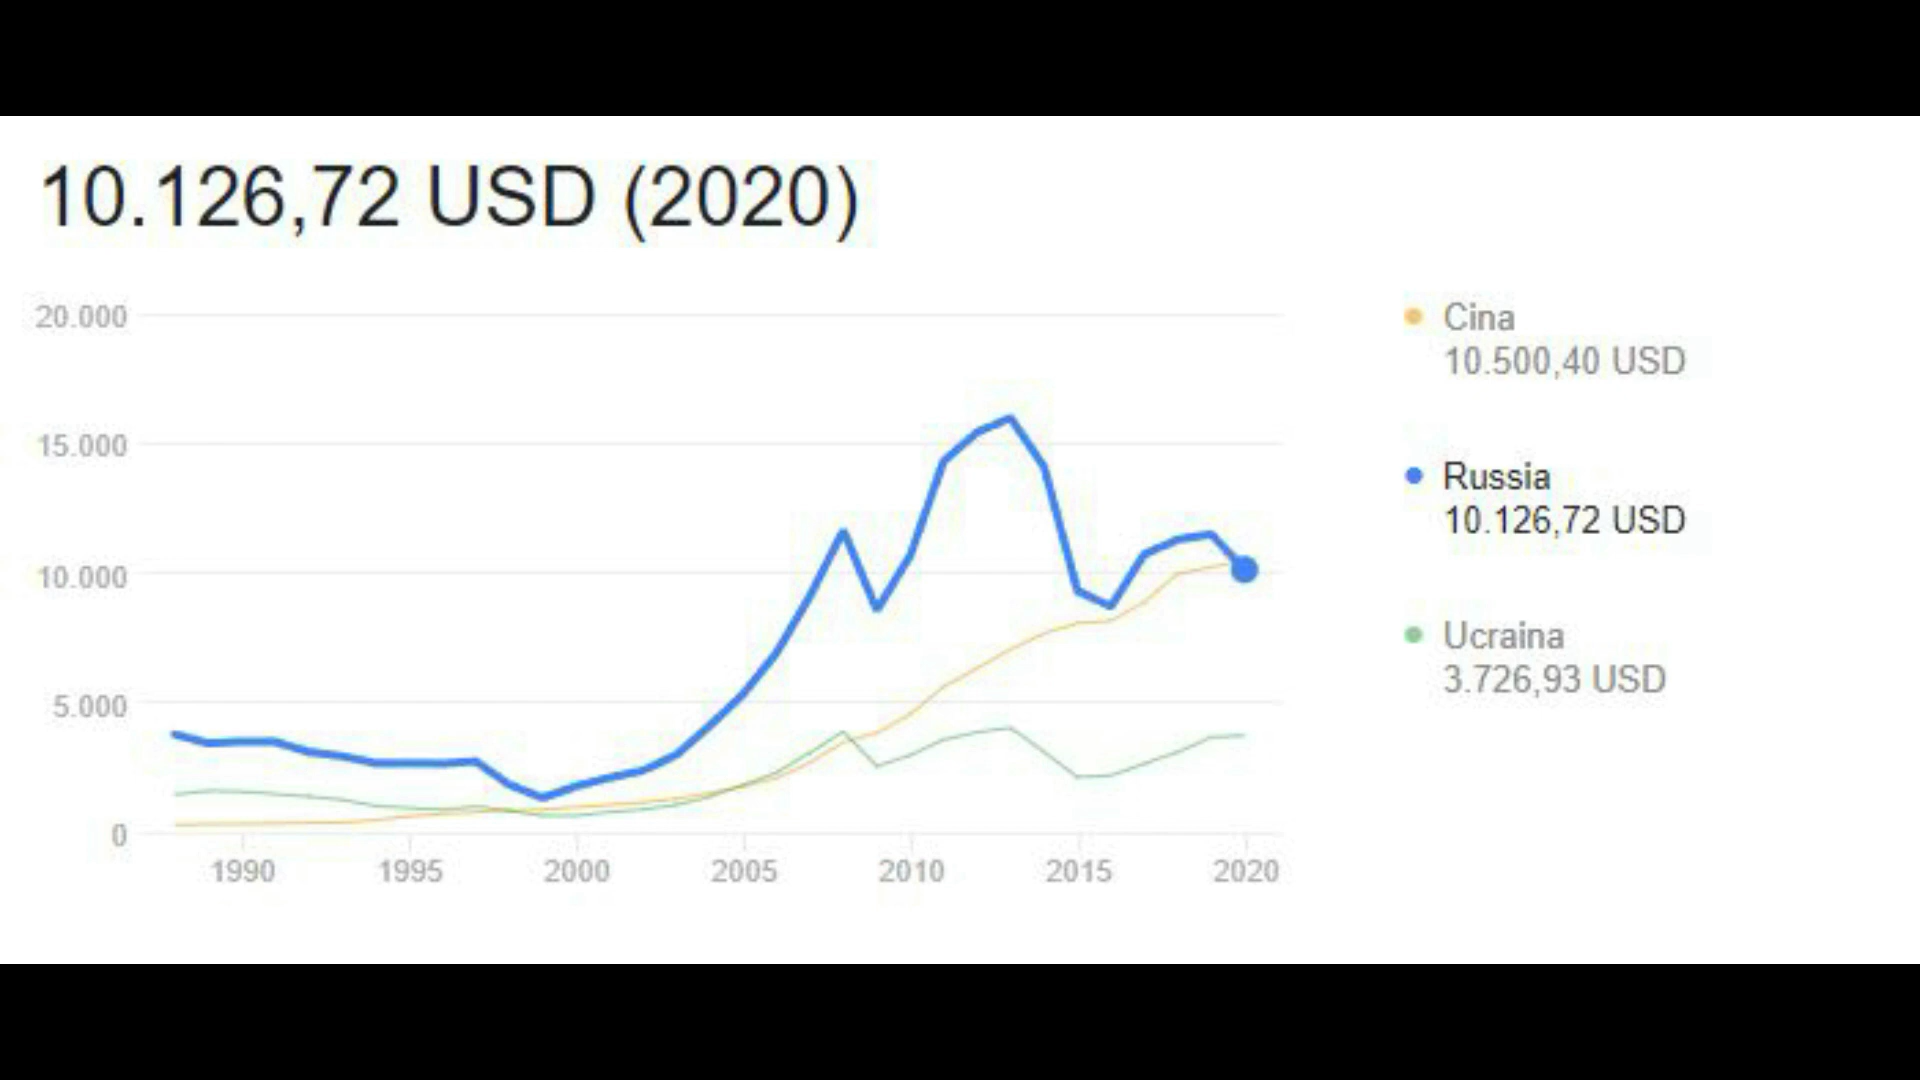 10.126,72 USD (2020)
20.000
15.000
10.000
5.000
0
1990 1995 2000 2005 2010 2015 2020
Cina
10.500,40 USD
Russia
10.126,72 USD
Ucraina
3.726,93 USD